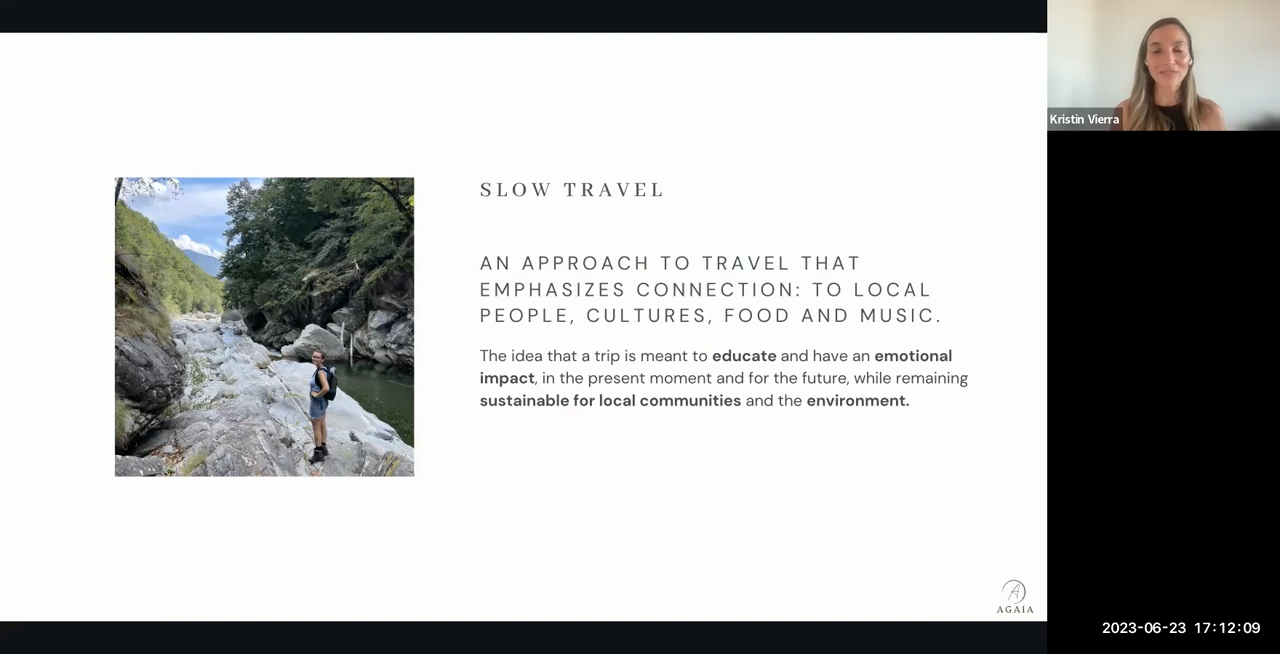 SLOW TRAVEL
AN APPROACH TO TRAVEL THAT
EMPHASIZES CONNECTION: TO LOCAL
PEOPLE, CULTURES, FOOD AND MUSIC.
The idea that a trip is meant to educate and have an emotional
impact, in the present moment and for the future, while remaining
sustainable for local communities and the environment.
A
AGAIA
Kristin Vierra
2023-06-23 17:12:09